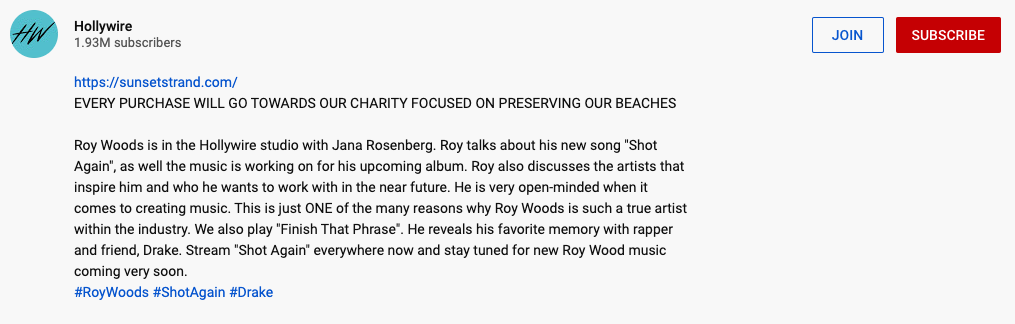 HW
Hollywire
1.93M subscribers
JOIN
SUBSCRIBE
https://sunsetstrand.com/
EVERY PURCHASE WILL GO TOWARDS OUR CHARITY FOCUSED ON PRESERVING OUR BEACHES
Roy Woods is in the Hollywire studio with Jana Rosenberg. Roy talks about his new song "Shot
Again", as well the music is working on for his upcoming album. Roy also discusses the artists that
inspire him and who he wants to work with in the near future. He is very open-minded when it
comes to creating music. This is just ONE of the many reasons why Roy Woods is such a true artist
within the industry. We also play "Finish That Phrase". He reveals his favorite memory with rapper
and friend, Drake. Stream "Shot Again" everywhere now and stay tuned for new Roy Wood music
coming very soon.
#RoyWoods #ShotAgain #Drake